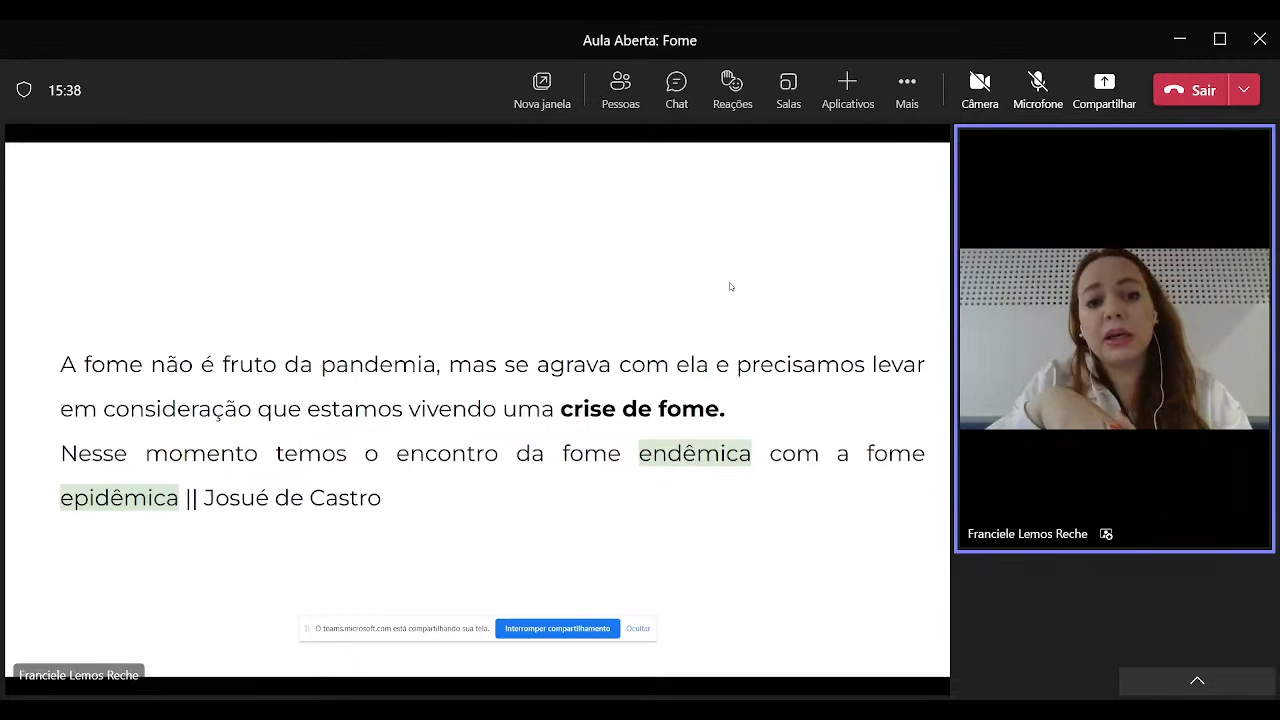 Aula Aberta: Fome
15:38
Nova janela
Pessoas
Chat
Reações
Salas
Aplicativos
Mais
Câmera
Microfone
Compartilhar
Sair
A fome não é fruto da pandemia, mas se agrava com ela e precisamos levar
em consideração que estamos vivendo uma crise de fome.
Nesse momento temos o encontro da fome endêmica com a fome
epidêmica || Josué de Castro
O teams.microsoft.com está compartilhando sua tela.
Interromper compartilhamento
Ocultar
Franciele Lemos Reche
Franciele Lemos Reche